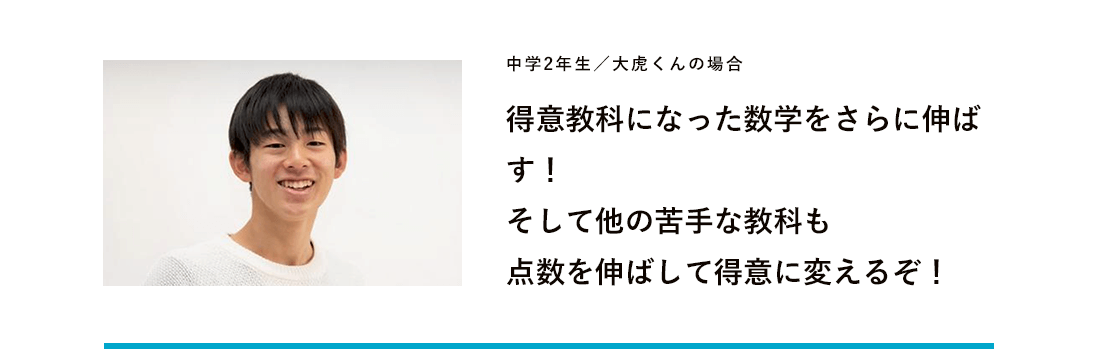 中学2年生／大虎くんの場合
得意教科になった数学をさらに伸ば
す！
そして他の苦手な教科も
点数を伸ばして得意に変えるぞ！